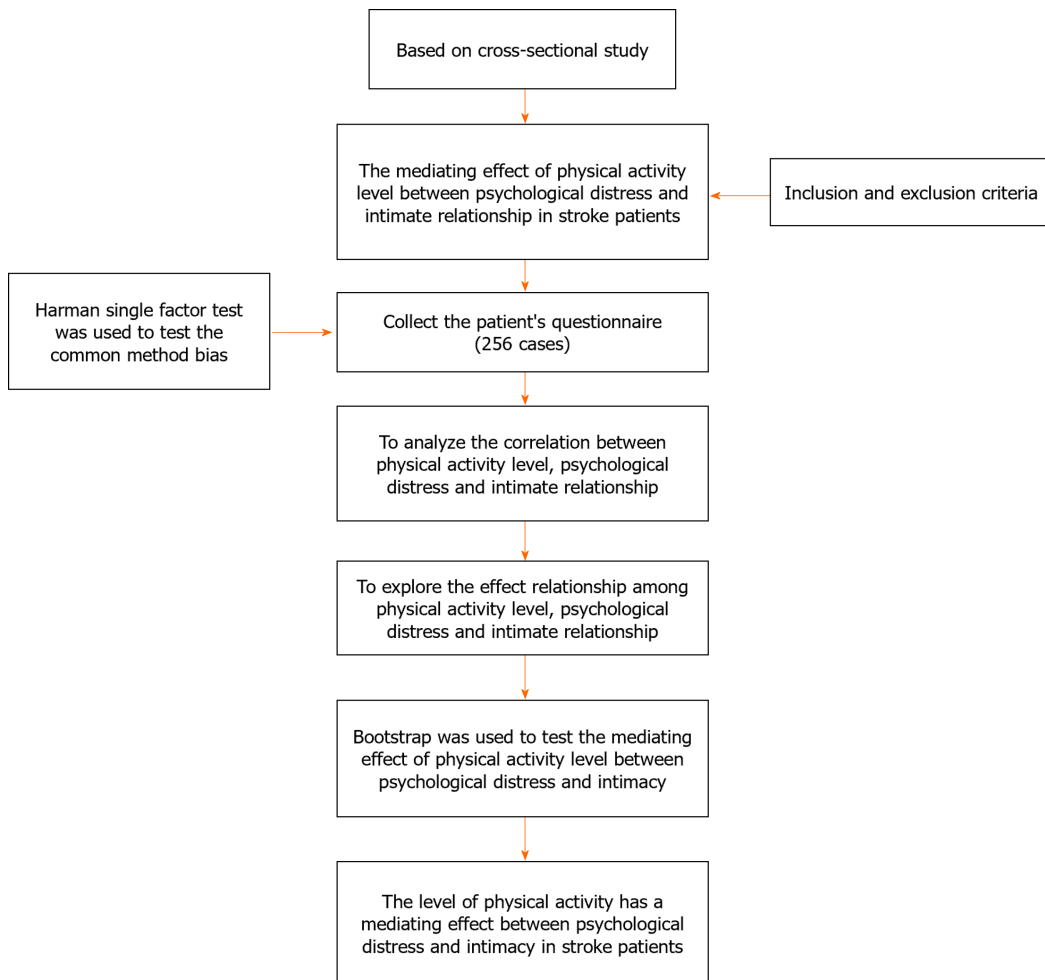 Based on cross-sectional study
The mediating effect of physical activity
level between psychological distress and
intimate relationship in stroke patients
Inclusion and exclusion criteria
Harman single factor test
was used to test the
common method bias
Collect the patient's questionnaire
(256 cases)
To analyze the correlation between
physical activity level, psychological
distress and intimate relationship
To explore the effect relationship among
physical activity level, psychological
distress and intimate relationship
Bootstrap was used to test the mediating
effect of physical activity level between
psychological distress and intimacy
The level of physical activity has a
mediating effect between psychological
distress and intimacy in stroke patients